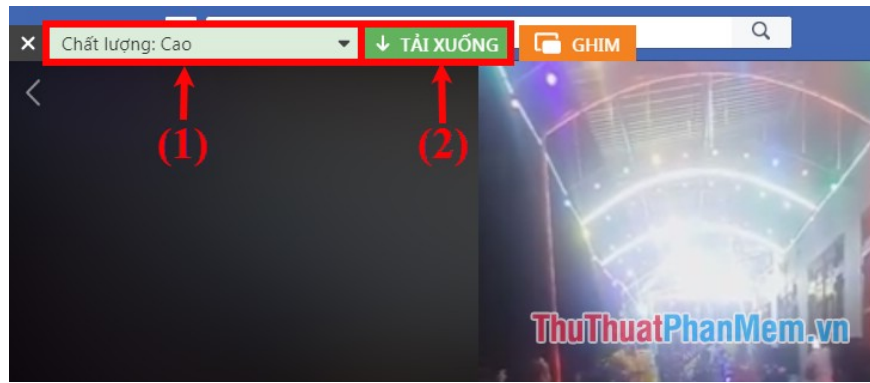 × Chất lượng: Cao TẢI XUỐNG GHIM
(1) (2)
ThuThuatPhanMem.vn